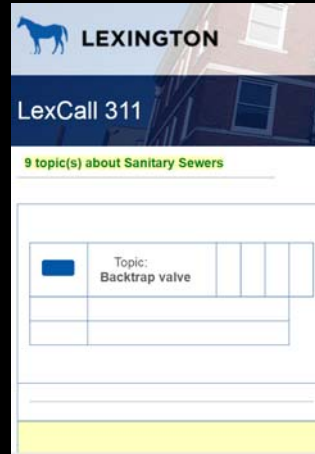 LEXINGTON
LexCall 311
9 topic(s) about Sanitary Sewers
Topic:
Backtrap valve